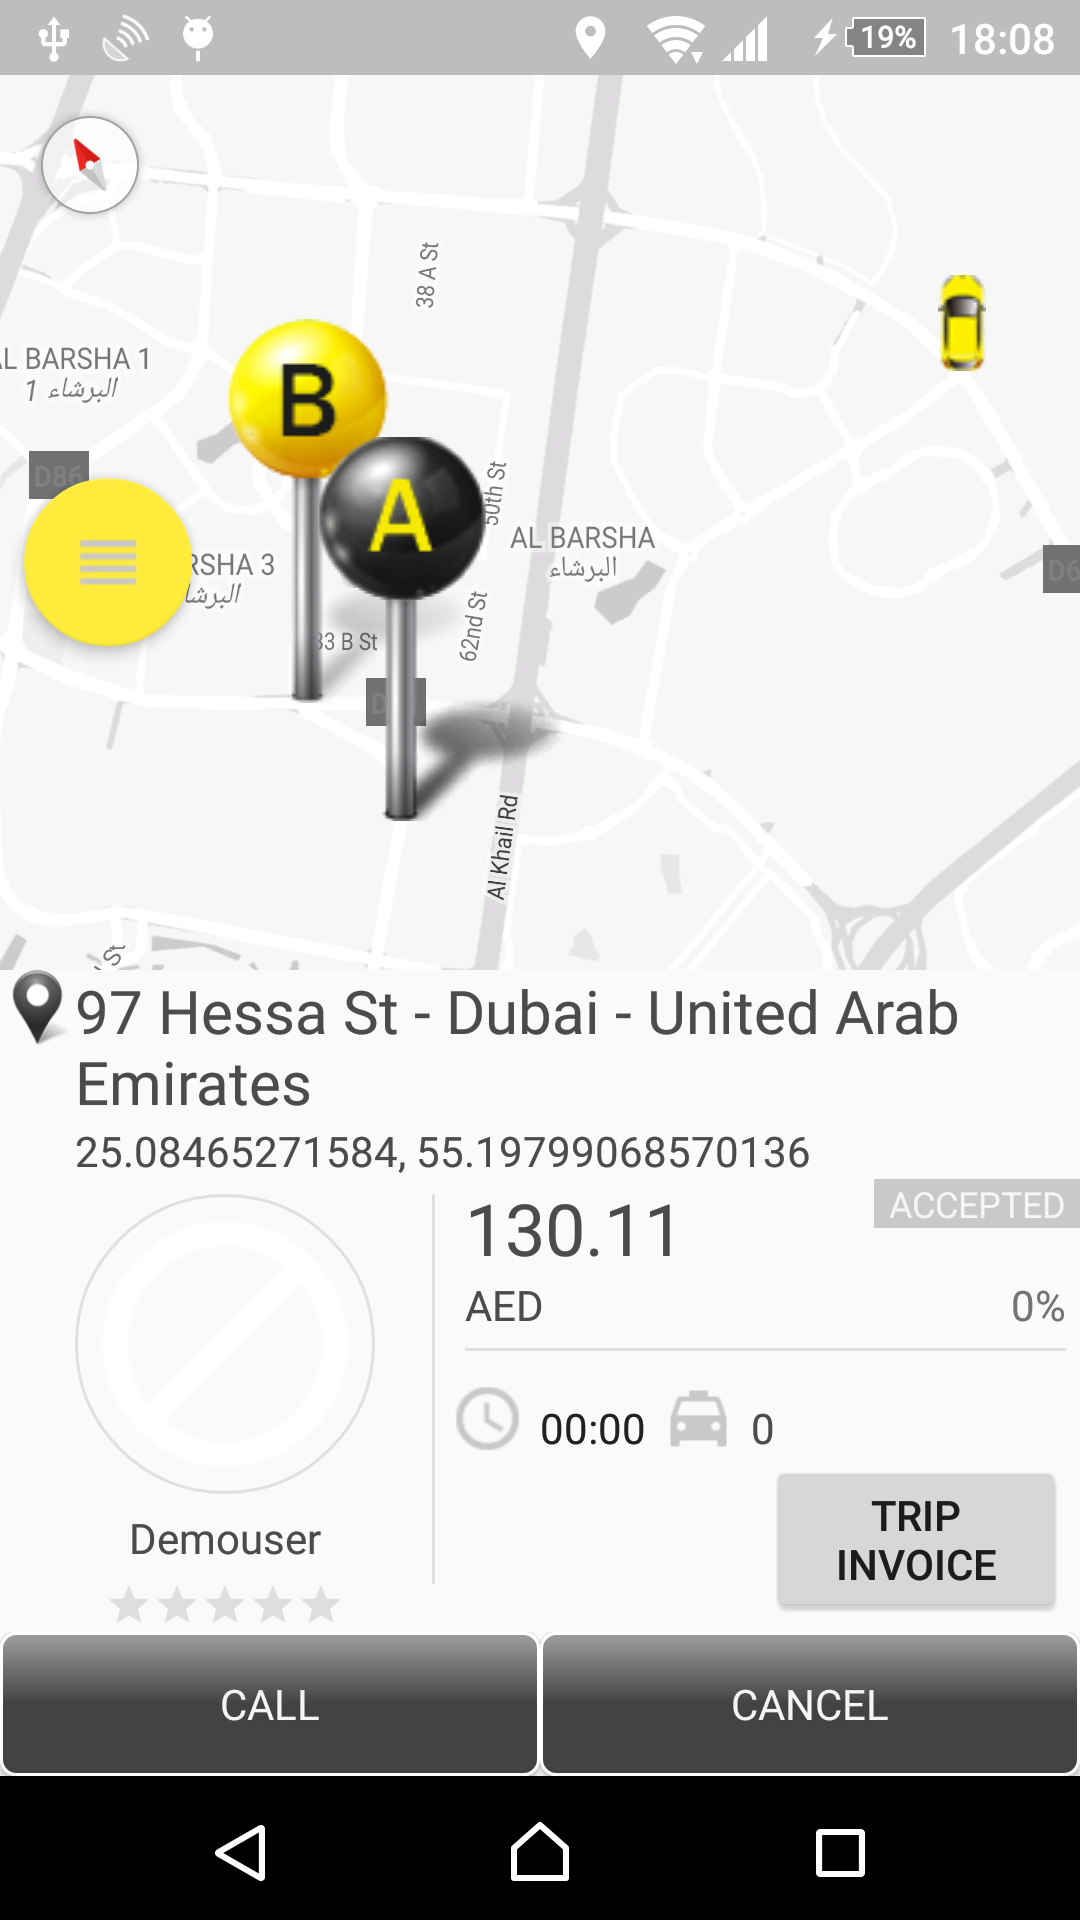 19%
18:08
38 A St
AL BARSHA 1
البرشاء 1
B
D86
A
50th St
AL BARSHA
البرشاء
RSHA 3
62nd St
33 B St
D6
Al Khail Rd
St
97 Hessa St - Dubai - United Arab
Emirates
25.08465271584, 55.19799068570136
ACCEPTED
130.11
AED
0%
00:00
0
TRIP
INVOICE
Demouser
CALL
CANCEL